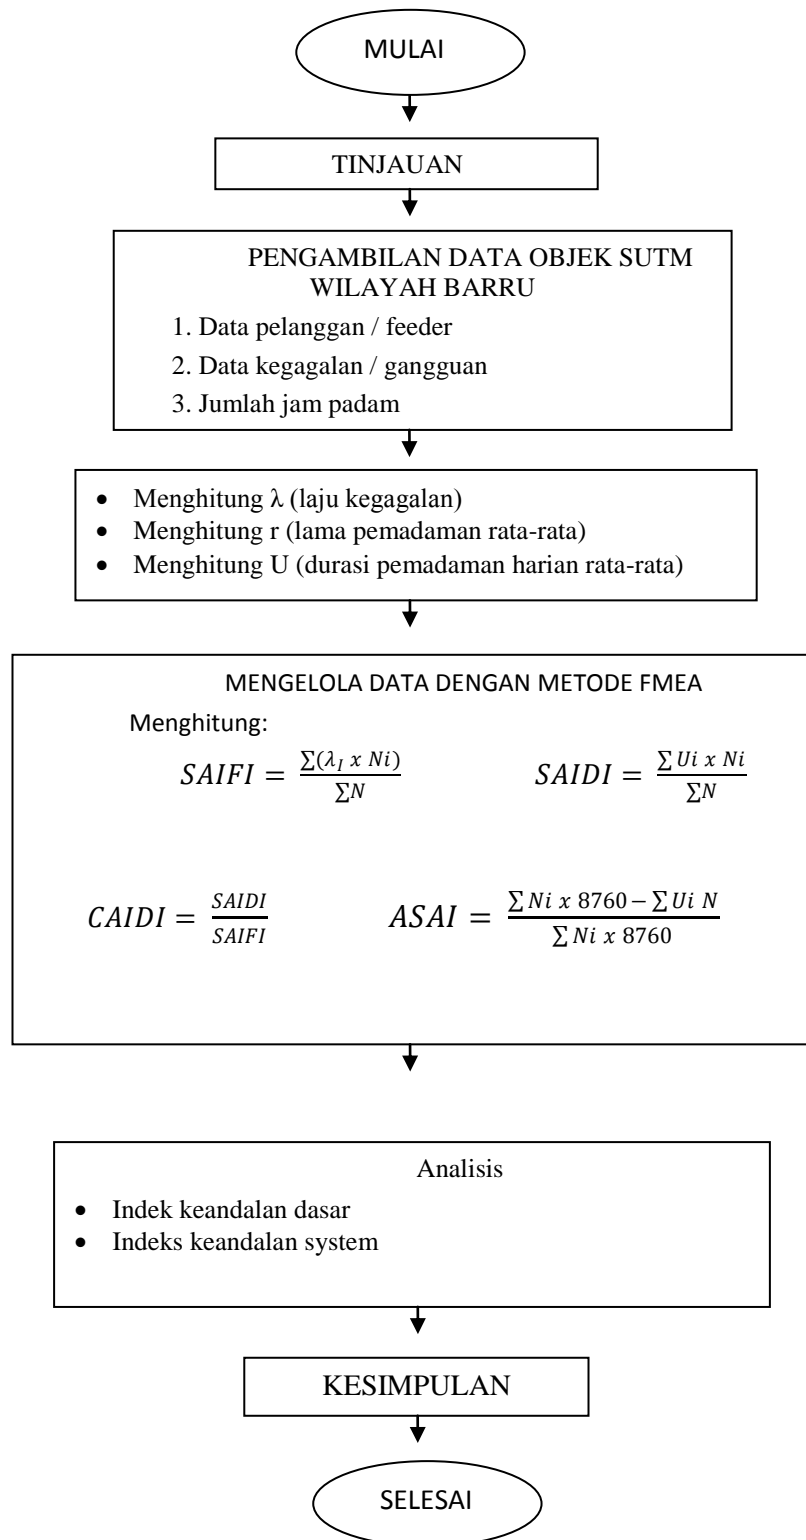 MULAI
TINJAUAN
PENGAMBILAN DATA OBJEK SUTM
WILAYAH BARRU
1. Data pelanggan / feeder
2. Data kegagalan / gangguan
3. Jumlah jam padam
• Menghitung λ (laju kegagalan)
• Menghitung r (lama pemadaman rata-rata)
• Menghitung U (durasi pemadaman harian rata-rata)
MENGELOLA DATA DENGAN METODE FMEA
Menghitung:
SAIFI = ∑(λ_I x Ni) / ∑N
SAIDI = ∑ Ui x Ni / ∑N
CAIDI = SAIDI / SAIFI
ASAI = ∑ Ni x 8760 – ∑ Ui N / ∑ Ni x 8760
Analisis
• Indek keandalan dasar
• Indeks keandalan system
KESIMPULAN
SELESAI